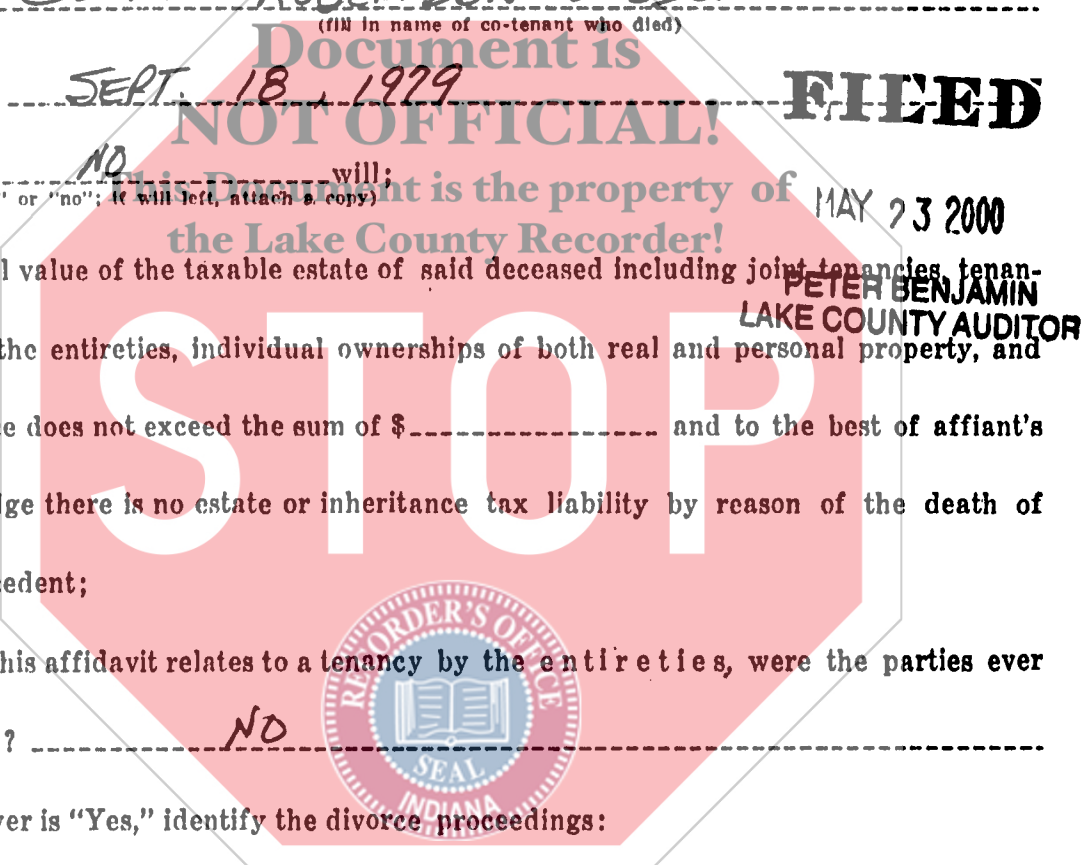 (fill in name of co-tenant who died)
Document is
SEPT. 18, 1979
FILED
NOT OFFICIAL!
NO will;
This Document is the property of
" or "no"; if will left, attach a copy)
MAY 23 2000
the Lake County Recorder!
l value of the taxable estate of said deceased including joint tenancies, tenan-
PETER BENJAMIN
LAKE COUNTY AUDITOR
the entireties, individual ownerships of both real and personal property, and
e does not exceed the sum of $ and to the best of affiant's
STOP
dge there is no estate or inheritance tax liability by reason of the death of
cedent;
RECORDER'S OFFICE
his affidavit relates to a tenancy by the entireties, were the parties ever
? NO
SEAL
INDIANA
ver is "Yes," identify the divorce proceedings: